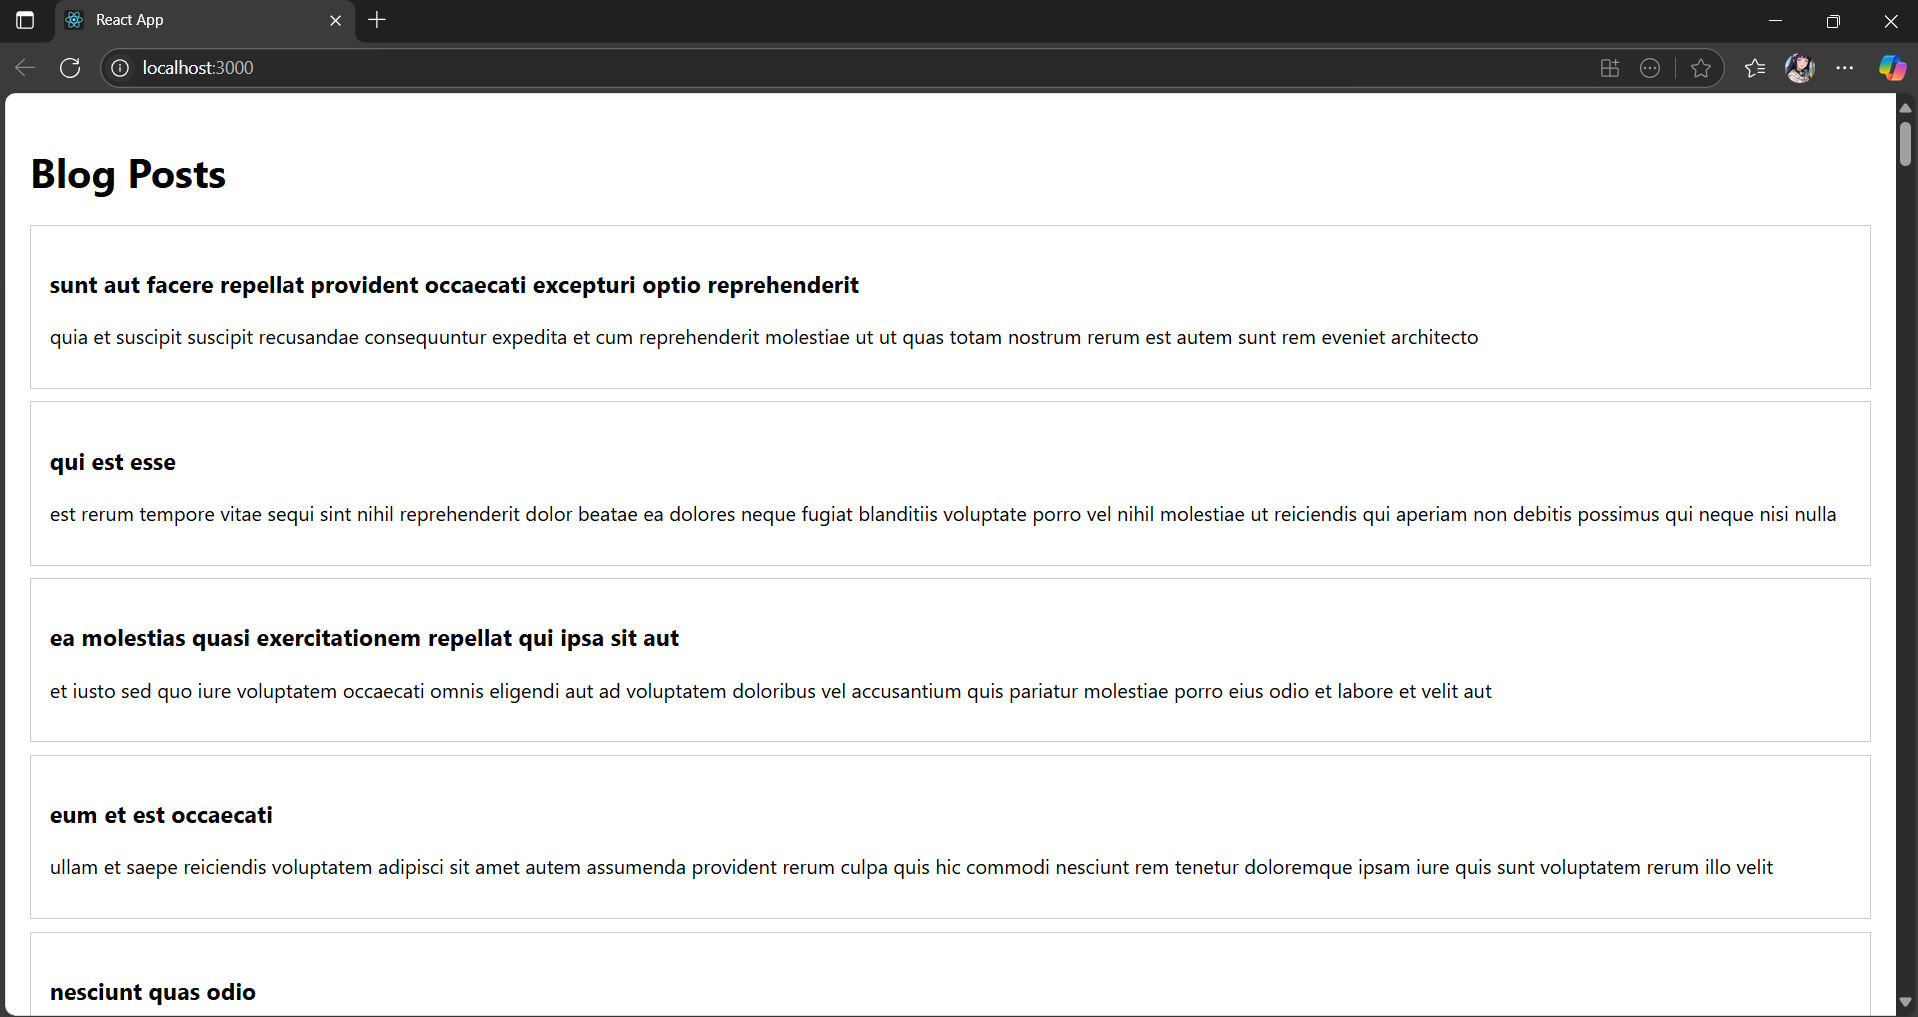 React App
localhost:3000
Blog Posts
sunt aut facere repellat provident occaecati excepturi optio reprehenderit
quia et suscipit suscipit recusandae consequuntur expedita et cum reprehenderit molestiae ut ut quas totam nostrum rerum est autem sunt rem eveniet architecto
qui est esse
est rerum tempore vitae sequi sint nihil reprehenderit dolor beatae ea dolores neque fugiat blanditiis voluptate porro vel nihil molestiae ut reiciendis qui aperiam non debitis possimus qui neque nisi nulla
ea molestias quasi exercitationem repellat qui ipsa sit aut
et iusto sed quo iure voluptatem occaecati omnis eligendi aut ad voluptatem doloribus vel accusantium quis pariatur molestiae porro eius odio et labore et velit aut
eum et est occaecati
ullam et saepe reiciendis voluptatem adipisci sit amet autem assumenda provident rerum culpa quis hic commodi nesciunt rem tenetur doloremque ipsam iure quis sunt voluptatem rerum illo velit
nesciunt quas odio